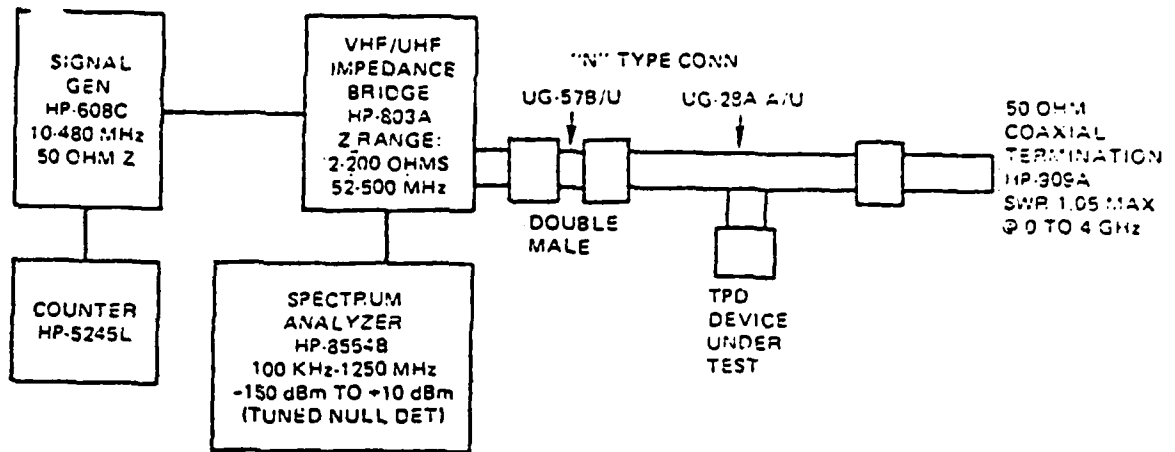 SIGNAL
GEN
HP-608C
10-480 MHz
50 OHM Z
VHF/UHF
IMPEDANCE
BRIDGE
HP-803A
Z RANGE:
2-200 OHMS
52-500 MHz
"N" TYPE CONN
UG-57B/U
UG-28A A/U
50 OHM
COAXIAL
TERMINATION
HP-909A
SWR 1.05 MAX
@ 0 TO 4 GHz
DOUBLE
MALE
TPD
DEVICE
UNDER
TEST
COUNTER
HP-5245L
SPECTRUM
ANALYZER
HP-8554B
100 KHz-1250 MHz
-150 dBm TO +10 dBm
(TUNED NULL DET)